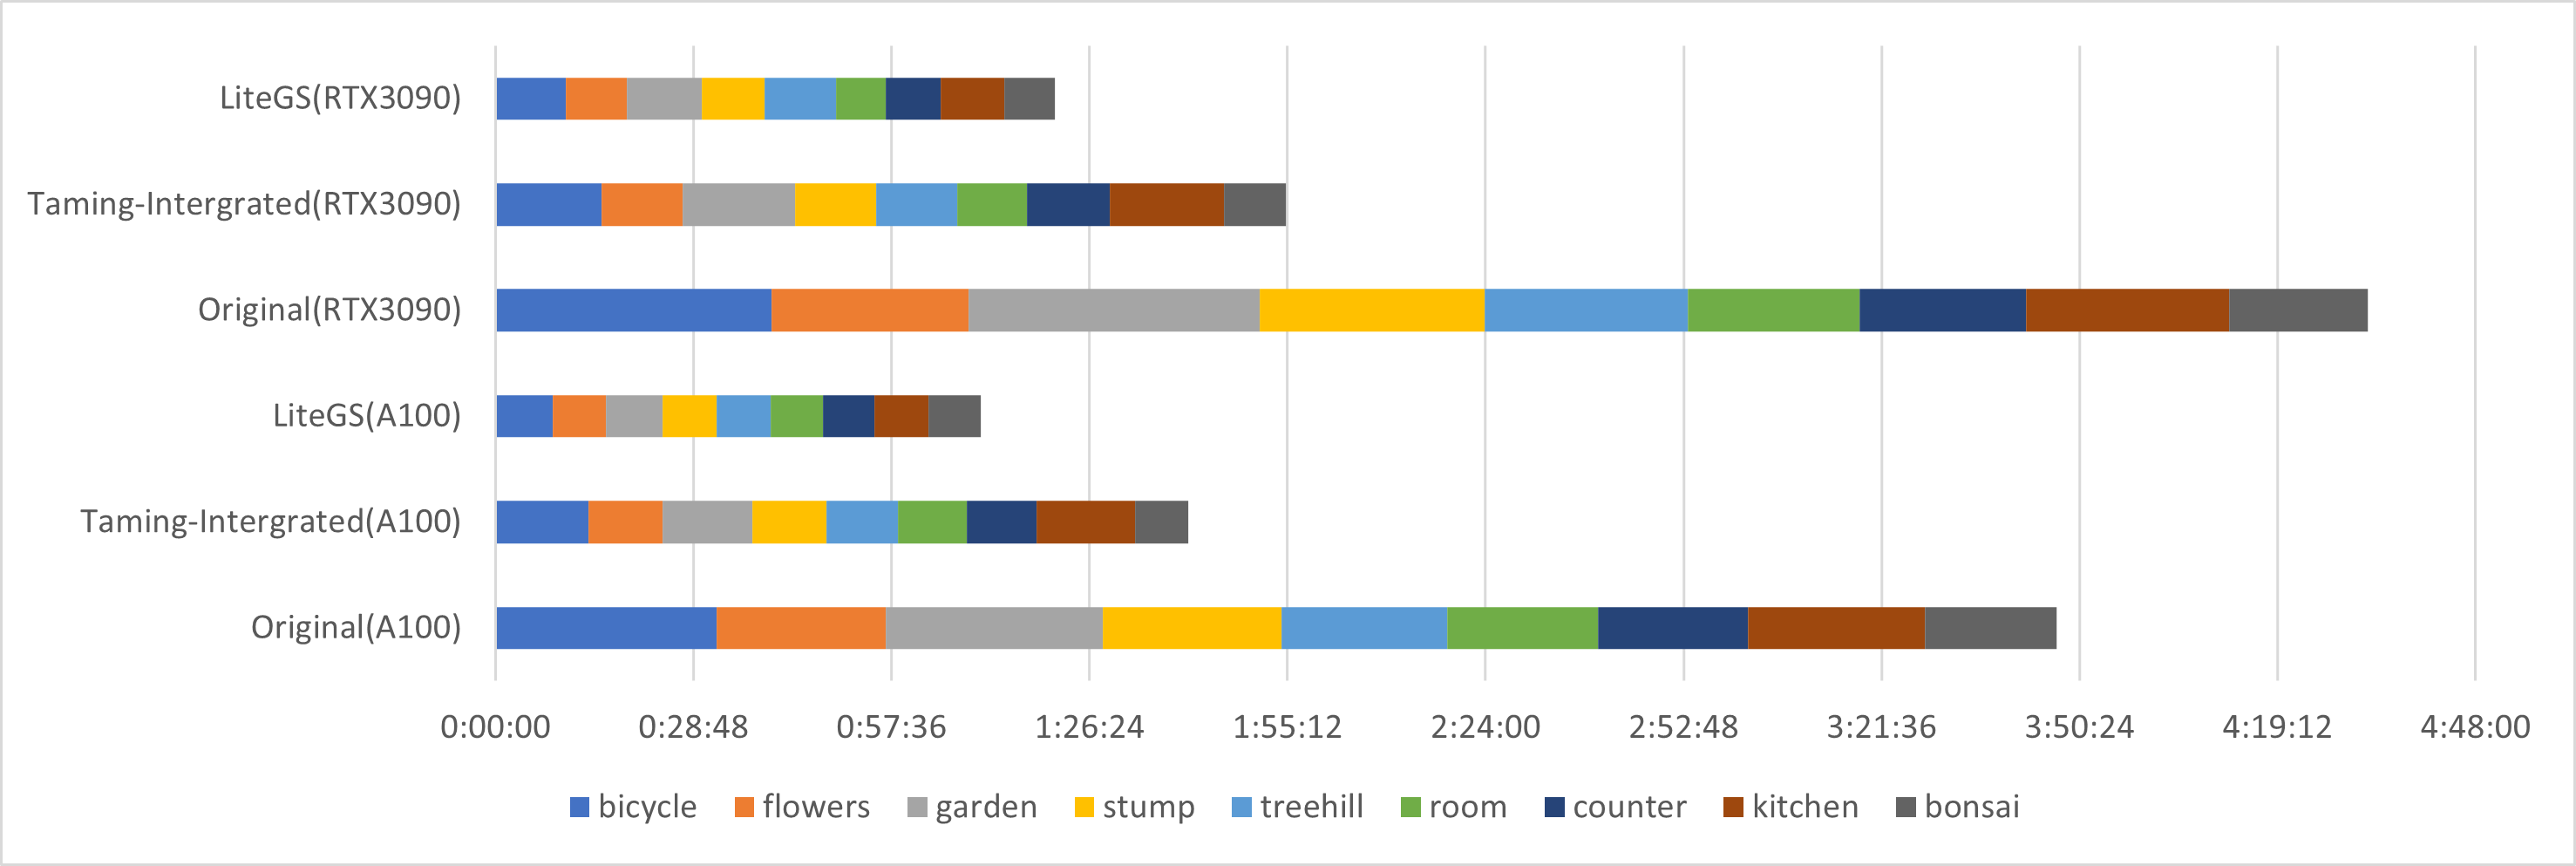 LiteGS(RTX3090)
Taming-Intergrated(RTX3090)
Original(RTX3090)
LiteGS(A100)
Taming-Intergrated(A100)
Original(A100)
0:00:00 0:28:48 0:57:36 1:26:24 1:55:12 2:24:00 2:52:48 3:21:36 3:50:24 4:19:12 4:48:00
bicycle flowers garden stump treehill room counter kitchen bonsai